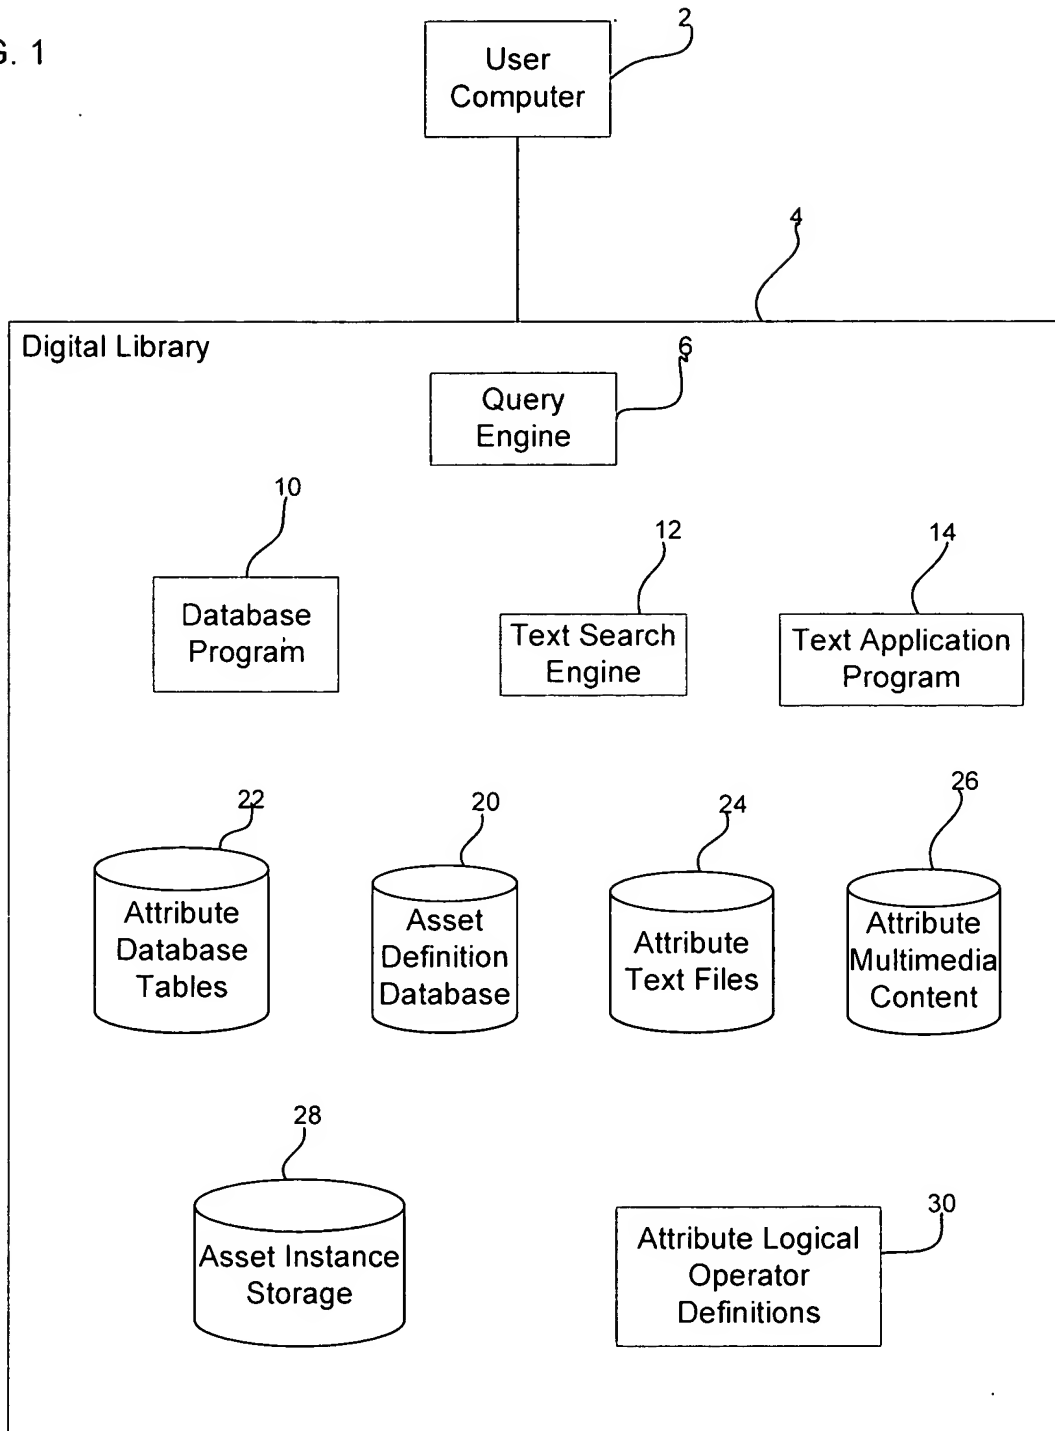 G. 1
2
User
Computer
4
Digital Library
6
Query
Engine
10
12
14
Database
Program
Text Search
Engine
Text Application
Program
22
20
24
26
Attribute
Database
Tables
Asset
Definition
Database
Attribute
Text Files
Attribute
Multimedia
Content
28
30
Asset Instance
Storage
Attribute Logical
Operator
Definitions